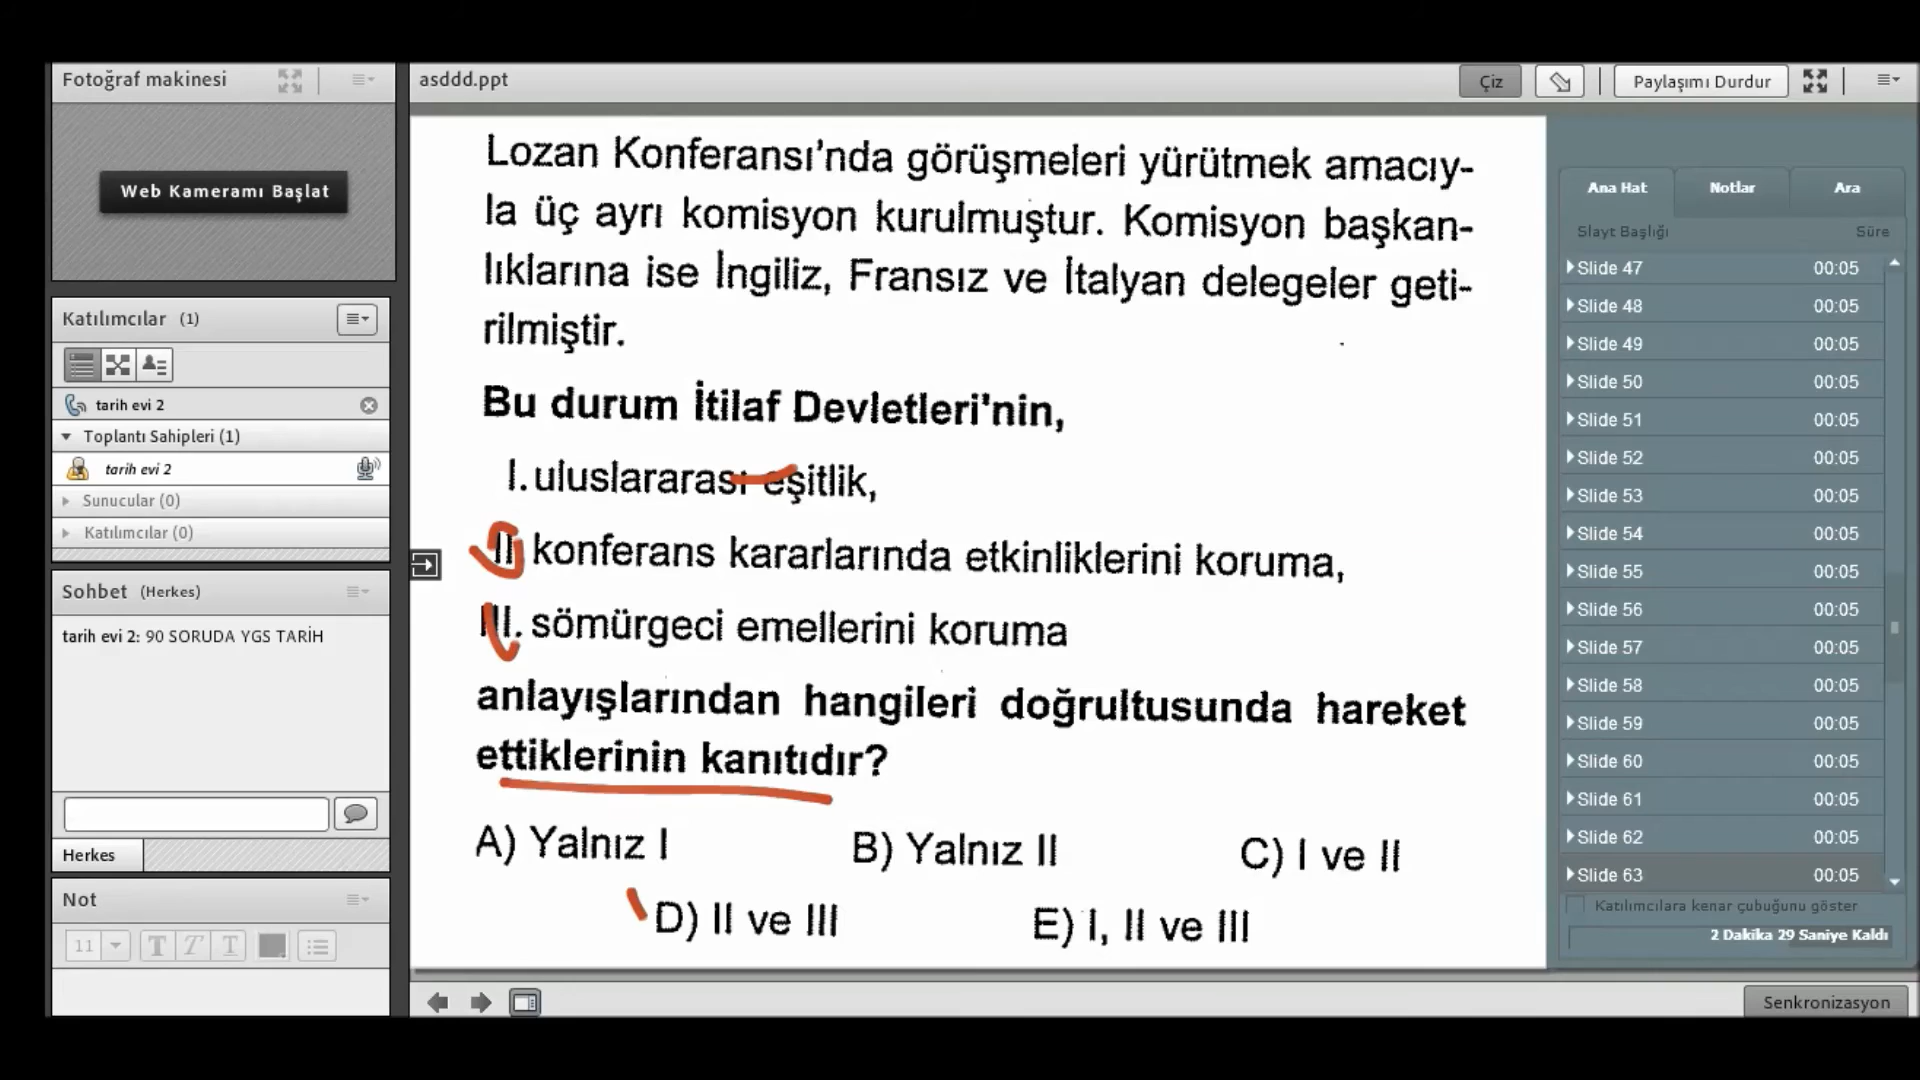 Fotoğraf makinesi
Web Kameramı Başlat
Katılımcılar (1)
tarih evi 2
Toplantı Sahipleri (1)
tarih evi 2
Sunucular (0)
Katılımcılar (0)
Sohbet (Herkes)
tarih evi 2: 90 SORUDA YGS TARİH
Herkes
Not
11
asddd.ppt
Çiz
Paylaşımı Durdur
Lozan Konferansı'nda görüşmeleri yürütmek amacıy-
la üç ayrı komisyon kurulmuştur. Komisyon başkan-
lıklarına ise İngiliz, Fransız ve İtalyan delegeler geti-
rilmiştir.
Bu durum İtilaf Devletleri'nin,
I. uluslararası eşitlik,
II. konferans kararlarında etkinliklerini koruma,
III. sömürgeci emellerini koruma
anlayışlarından hangileri doğrultusunda hareket
ettiklerinin kanıtıdır?
A) Yalnız I B) Yalnız II C) I ve II
D) II ve III E) I, II ve III
Ana Hat Notlar Ara
Slayt Başlığı Süre
Slide 47 00:05
Slide 48 00:05
Slide 49 00:05
Slide 50 00:05
Slide 51 00:05
Slide 52 00:05
Slide 53 00:05
Slide 54 00:05
Slide 55 00:05
Slide 56 00:05
Slide 57 00:05
Slide 58 00:05
Slide 59 00:05
Slide 60 00:05
Slide 61 00:05
Slide 62 00:05
Slide 63 00:05
Katılımcılara kenar çubuğunu göster
2 Dakika 29 Saniye Kaldı
Senkronizasyon